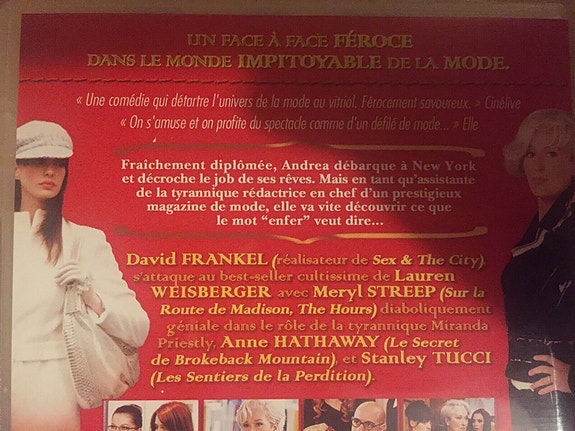 UN FACE À FACE FÉROCE
DANS LE MONDE IMPITOYABLE DE LA MODE.
« Une comédie qui détartre l'univers de la mode au vitriol. Férocement savoureux. » Cinélive
« On s'amuse et on profite du spectacle comme d'un défilé de mode... » Elle
Fraîchement diplômée, Andrea débarque à New York
et décroche le job de ses rêves. Mais en tant qu'assistante
de la tyrannique rédactrice en chef d'un prestigieux
magazine de mode, elle va vite découvrir ce que
le mot "enfer" veut dire...
David FRANKEL (réalisateur de Sex & The City)
s'attaque au best-seller cultissime de Lauren
WEISBERGER avec Meryl STREEP (Sur la
Route de Madison, The Hours) diaboliquement
géniale dans le rôle de la tyrannique Miranda
Priestly, Anne HATHAWAY (Le Secret
de Brokeback Mountain), et Stanley TUCCI
(Les Sentiers de la Perdition).